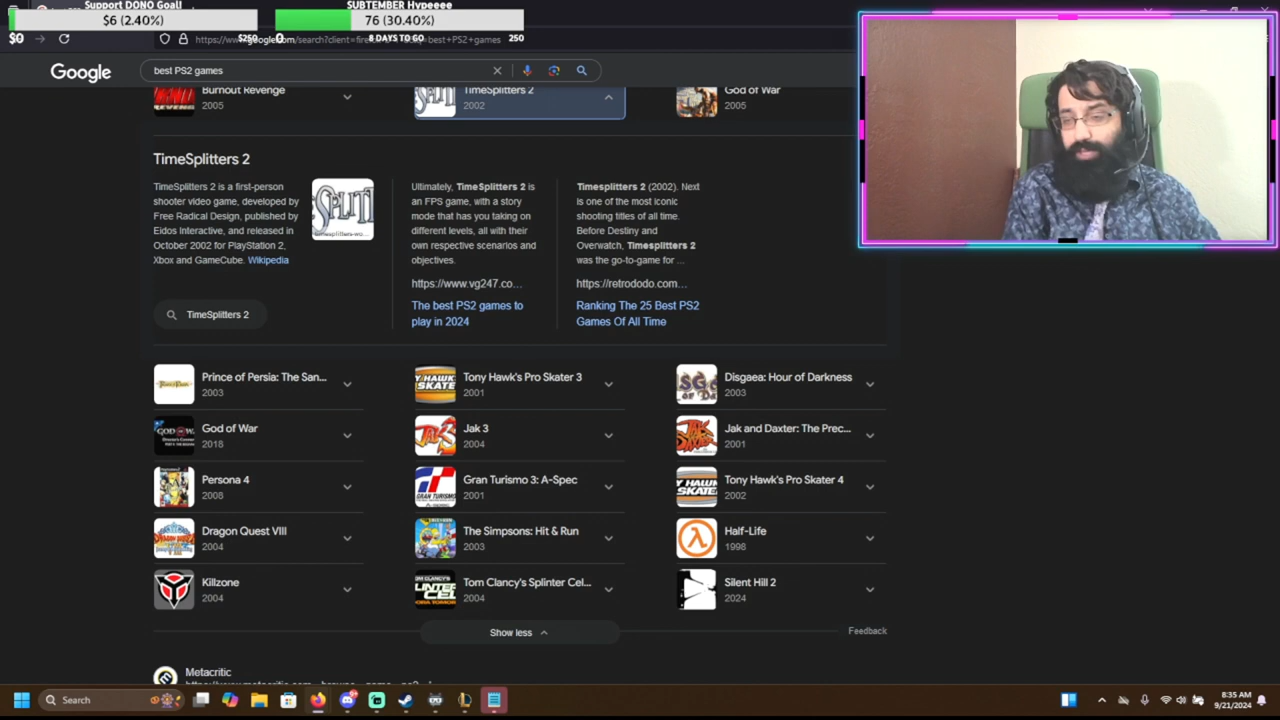 Support DONO Goal!
SUBTEMBER Hypeeee
$6 (2.40%)
76 (30.40%)
$0
$250
0
8 DAYS TO GO
250
Google
best PS2 games
Burnout Revenge
2005
TimeSplitters 2
2002
God of War
2005
TimeSplitters 2
TimeSplitters 2 is a first-person
shooter video game, developed by
Free Radical Design, published by
Eidos Interactive, and released in
October 2002 for PlayStation 2,
Xbox and GameCube. Wikipedia
TimeSplitters 2
Ultimately, TimeSplitters 2 is
an FPS game, with a story
mode that has you taking on
different levels, all with their
own respective scenarios and
objectives.
https://www.vg247.co...
The best PS2 games to
play in 2024
Timesplitters 2 (2002). Next
is one of the most iconic
shooting titles of all time.
Before Destiny and
Overwatch, Timesplitters 2
was the go-to-game for ...
https://retrododo.com...
Ranking The 25 Best PS2
Games Of All Time
Prince of Persia: The San...
2003
Tony Hawk's Pro Skater 3
2001
Disgaea: Hour of Darkness
2003
God of War
2018
Jak 3
2004
Jak and Daxter: The Prec...
2001
Persona 4
2008
Gran Turismo 3: A-Spec
2001
Tony Hawk's Pro Skater 4
2002
Dragon Quest VIII
2004
The Simpsons: Hit & Run
2003
Half-Life
1998
Killzone
2004
Tom Clancy's Splinter Cel...
2004
Silent Hill 2
2024
Show less
Feedback
Metacritic
Search
8:35 AM
9/21/2024